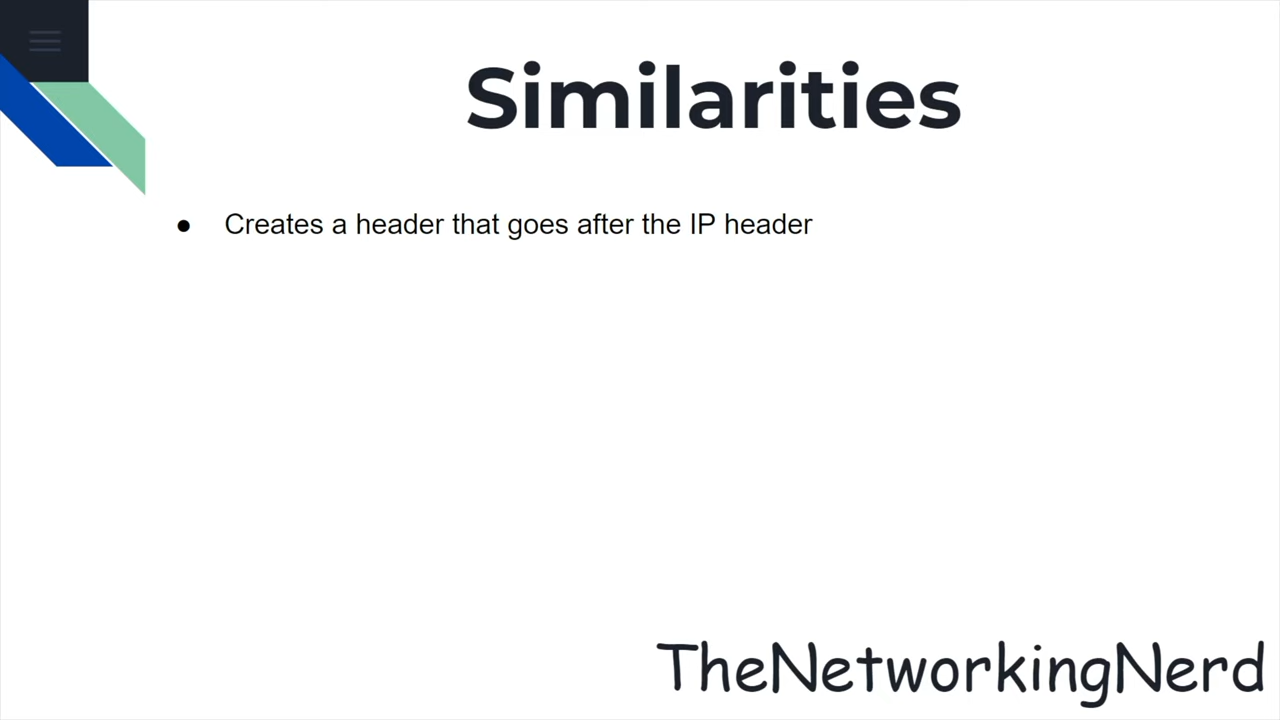 Similarities
● Creates a header that goes after the IP header
TheNetworkingNerd